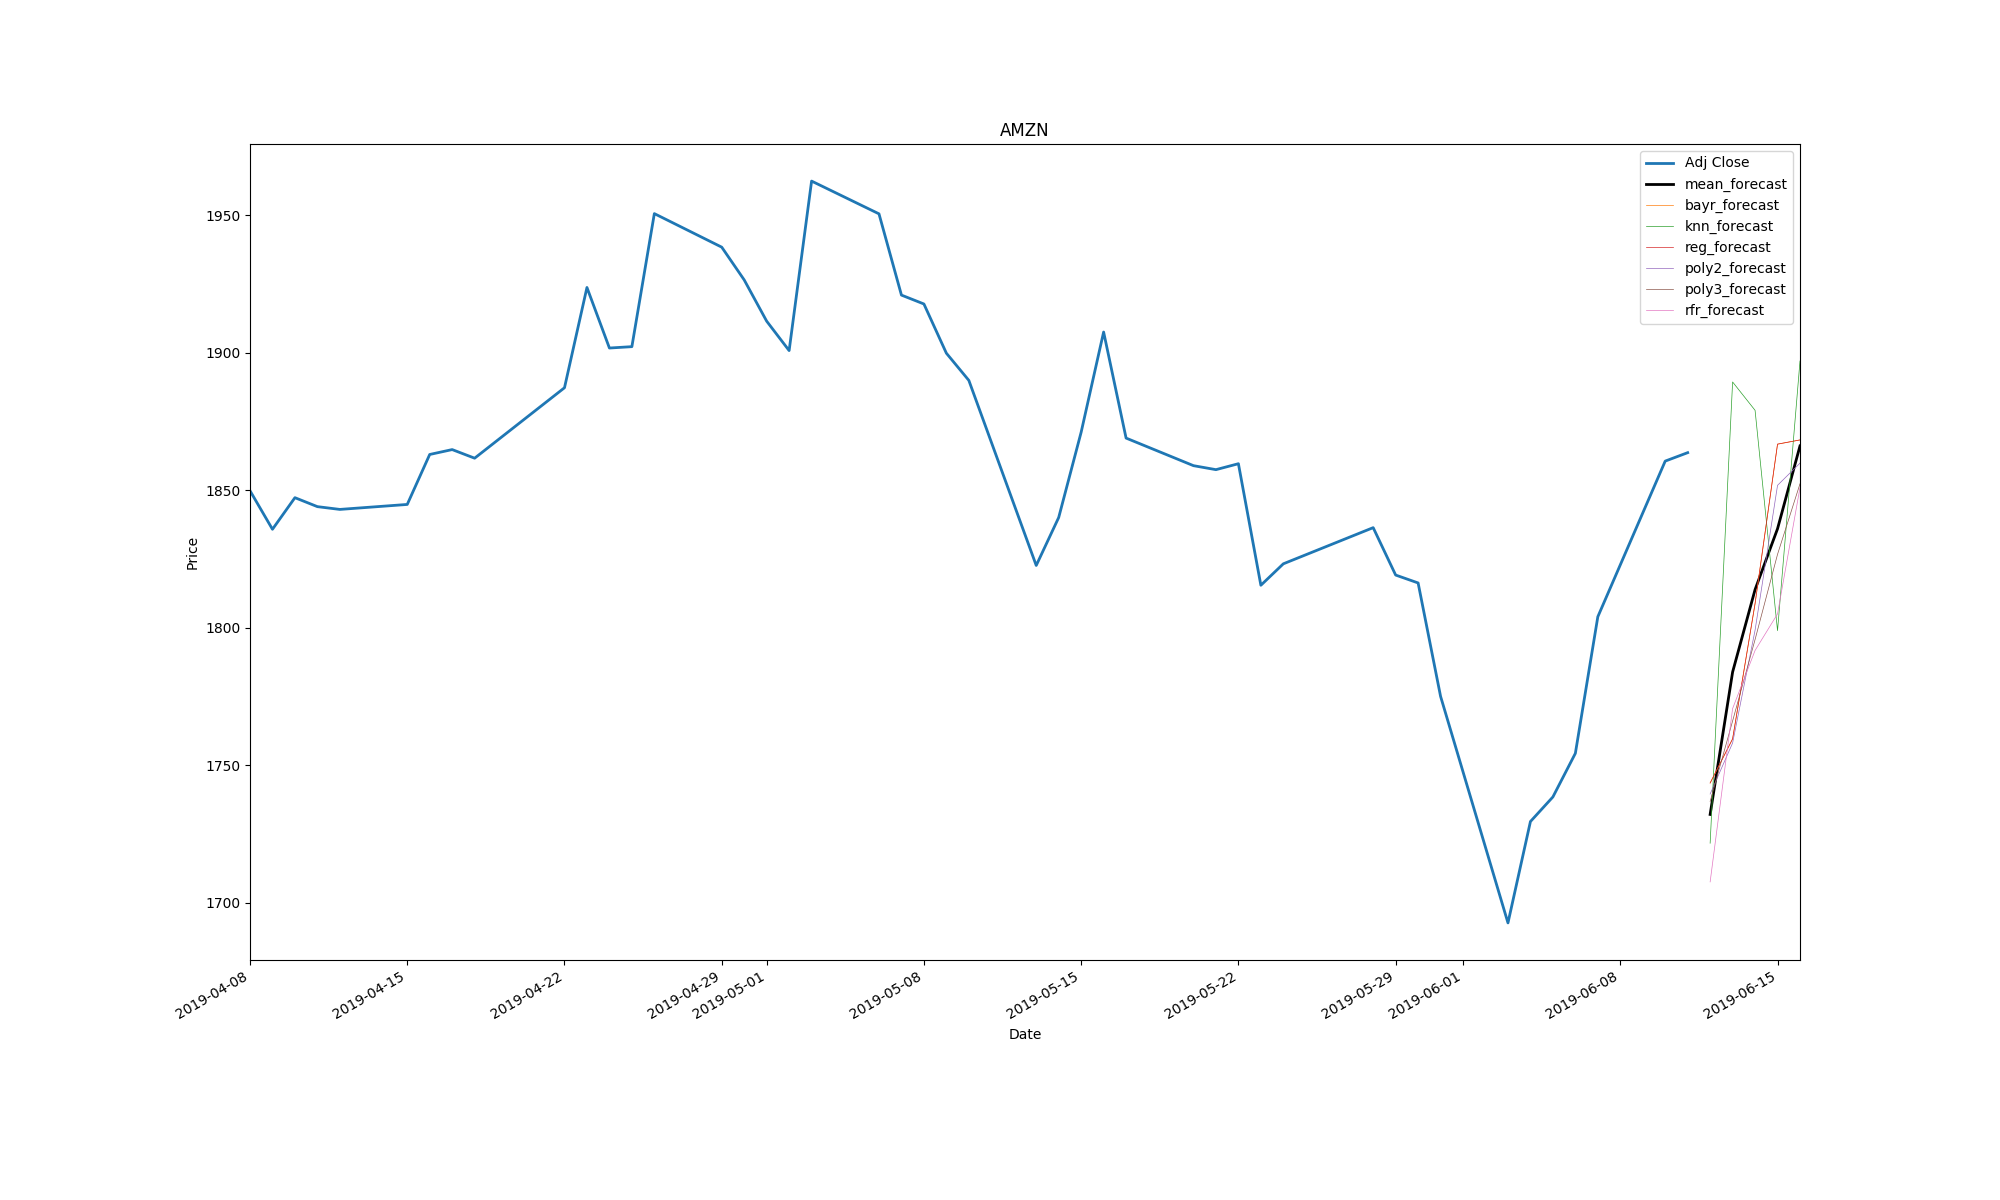 AMZN
Adj Close
mean_forecast
bayr_forecast
knn_forecast
reg_forecast
poly2_forecast
poly3_forecast
rfr_forecast
Price
1950
1900
1850
1800
1750
1700
2019-04-08
2019-04-15
2019-04-22
2019-04-29
2019-05-01
2019-05-08
2019-05-15
2019-05-22
2019-05-29
2019-06-01
2019-06-08
2019-06-15
Date